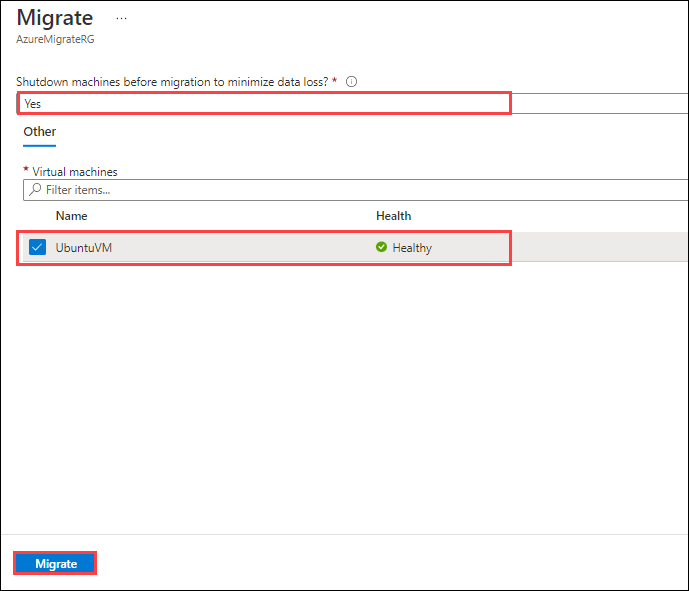 Migrate ...
AzureMigrateRG
Shutdown machines before migration to minimize data loss? *
Yes
Other
* Virtual machines
Filter items...
Name Health
UbuntuVM Healthy
Migrate